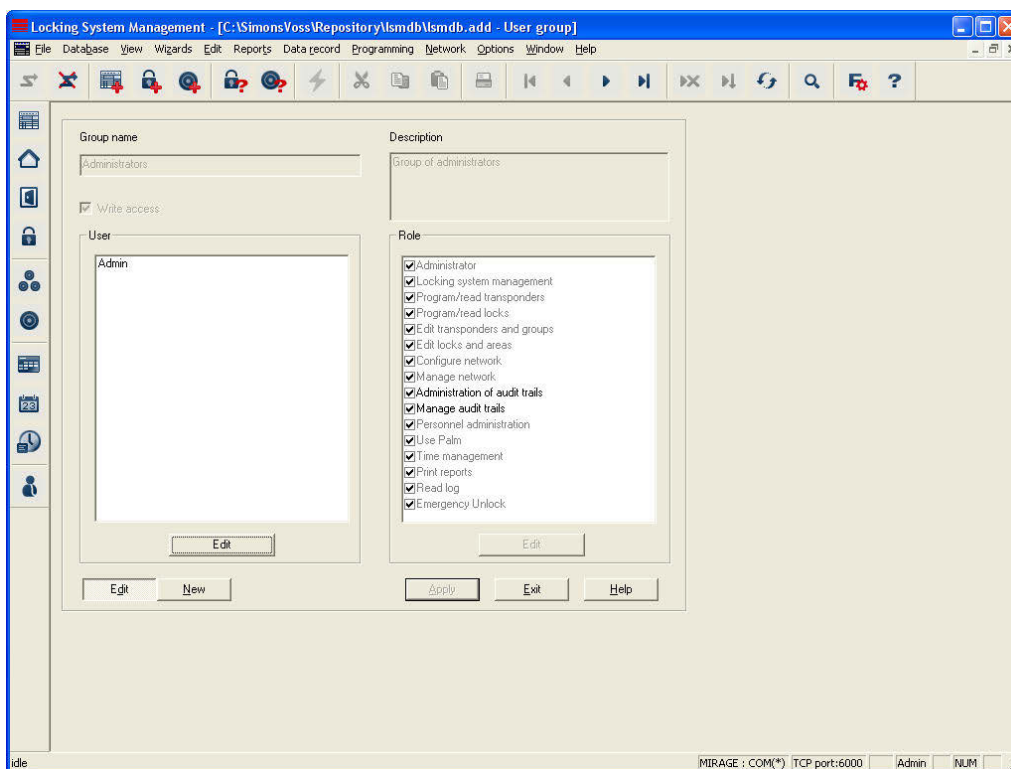 Locking System Management - [C:\SimonsVoss\Repository\lsmdb\lsmdb.add - User group]
File Database View Wizards Edit Reports Data record Programming Network Options Window Help
Group name
Description
Administrators
Group of administrators
Write access
User
Role
Admin
Administrator
Locking system management
Program/read transponders
Program/read locks
Edit transponders and groups
Edit locks and areas
Configure network
Manage network
Administration of audit trails
Manage audit trails
Personnel administration
Use Palm
Time management
Print reports
Read log
Emergency Unlock
Edit
Edit
Edit New Apply Exit Help
23
idle
MIRAGE : COM(*) TCP port:6000 Admin NUM